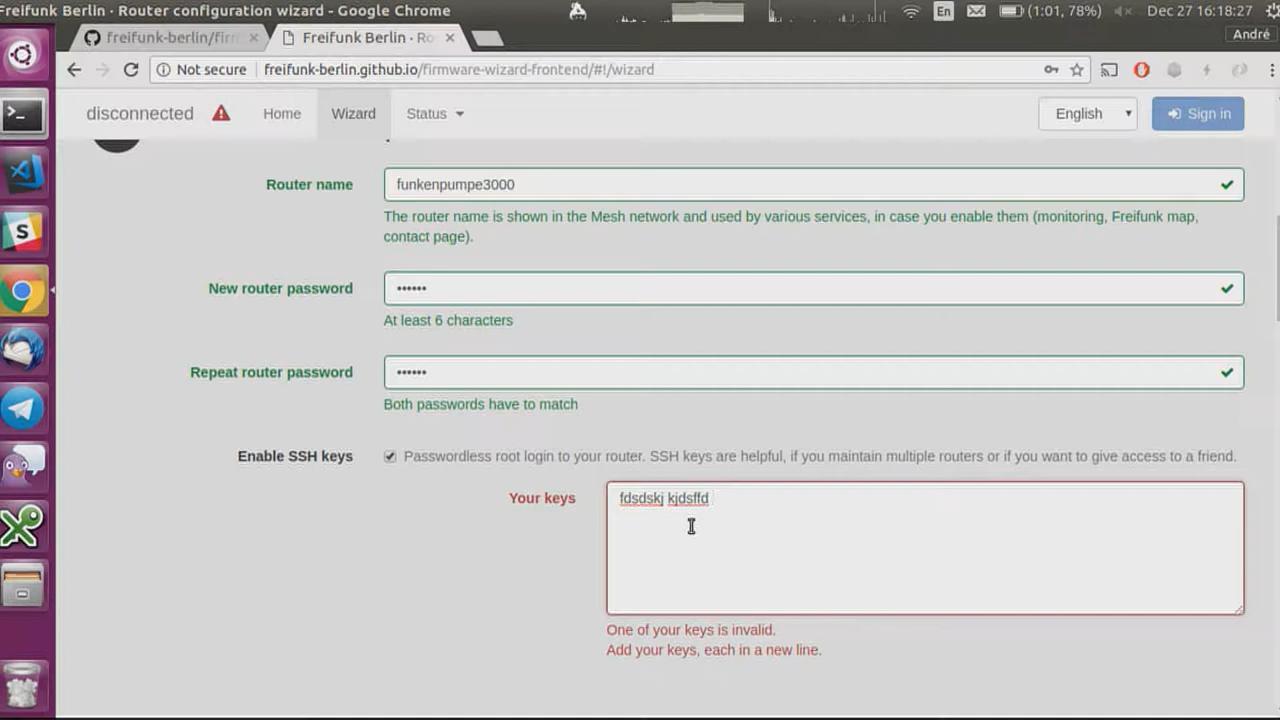 Freifunk Berlin · Router configuration wizard - Google Chrome
En
(1:01, 78%)
Dec 27 16:18:27
freifunk-berlin/firm
Freifunk Berlin · Ro
André
Not secure
freifunk-berlin.github.io/firmware-wizard-frontend/#!/wizard
disconnected
Home
Wizard
Status
English
Sign in
Router name
funkenpumpe3000
The router name is shown in the Mesh network and used by various services, in case you enable them (monitoring, Freifunk map,
contact page).
New router password
••••••
At least 6 characters
Repeat router password
••••••
Both passwords have to match
Enable SSH keys
Passwordless root login to your router. SSH keys are helpful, if you maintain multiple routers or if you want to give access to a friend.
Your keys
fdsdskj kjdsffd
One of your keys is invalid.
Add your keys, each in a new line.